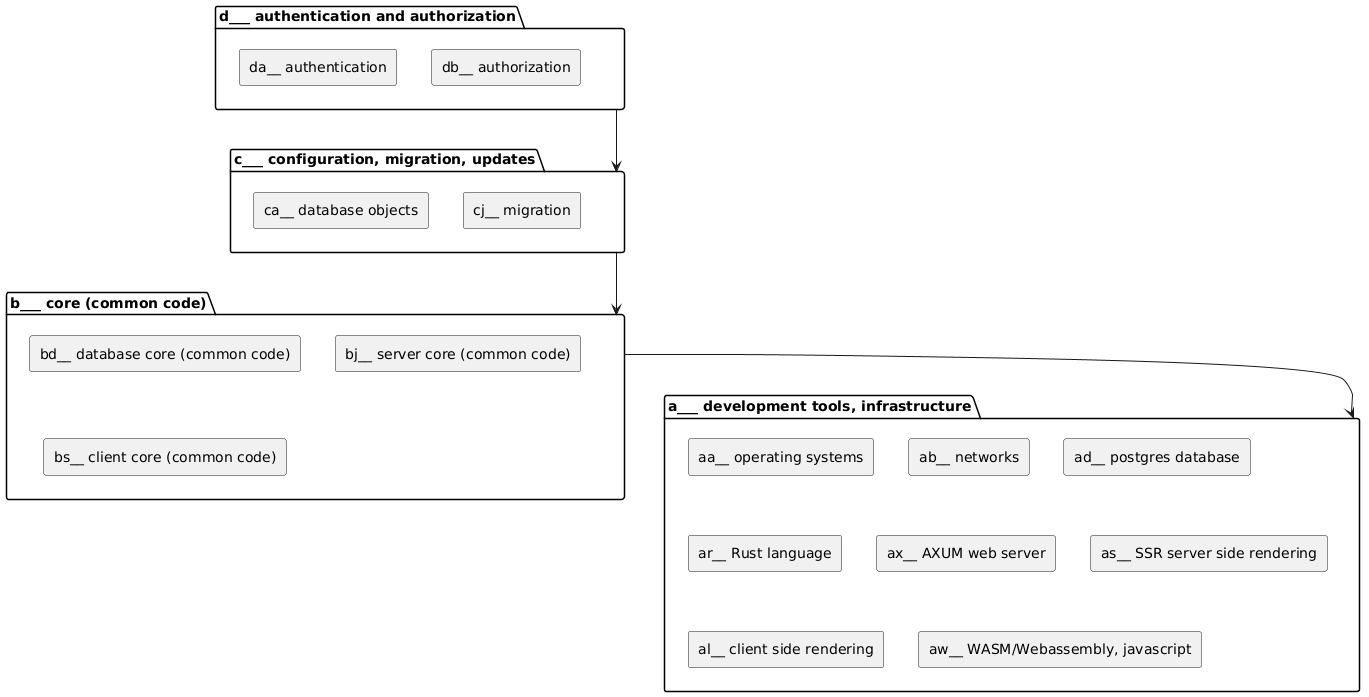 d___ authentication and authorization
da__ authentication
db__ authorization
c___ configuration, migration, updates
ca__ database objects
cj__ migration
b___ core (common code)
bd__ database core (common code)
bj__ server core (common code)
bs__ client core (common code)
a___ development tools, infrastructure
aa__ operating systems
ab__ networks
ad__ postgres database
ar__ Rust language
ax__ AXUM web server
as__ SSR server side rendering
al__ client side rendering
aw__ WASM/Webassembly, javascript